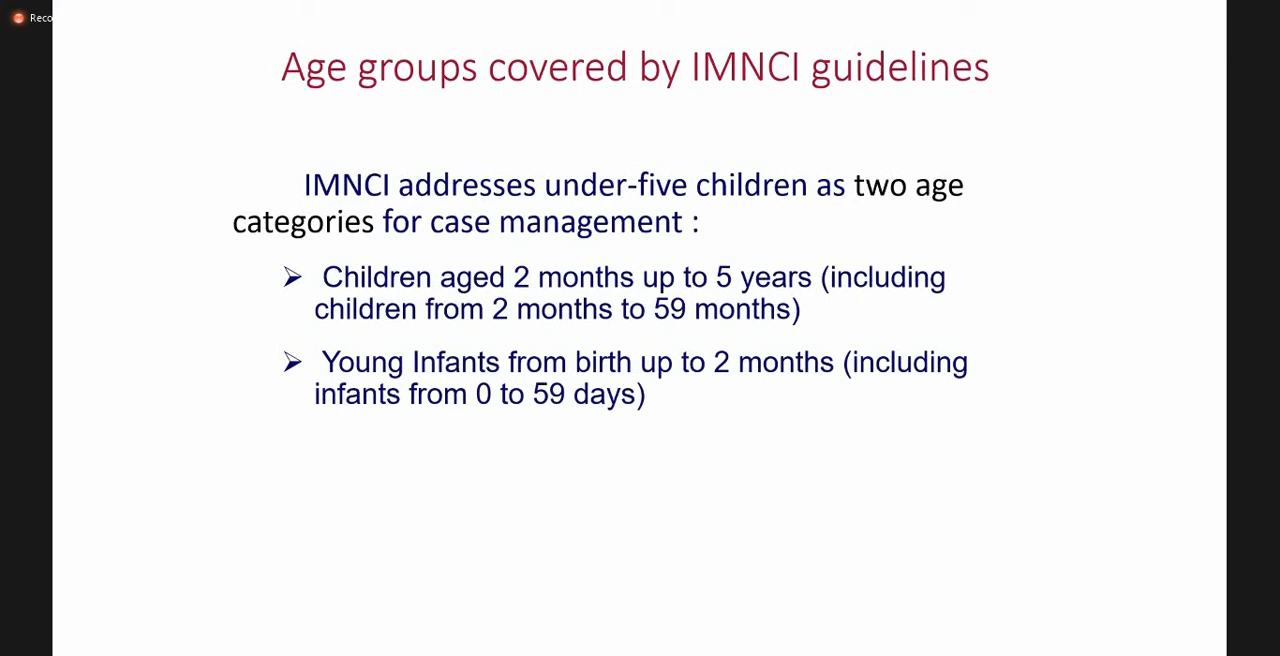 Reco
Age groups covered by IMNCI guidelines
IMNCI addresses under-five children as two age
categories for case management :
➢ Children aged 2 months up to 5 years (including
children from 2 months to 59 months)
➢ Young Infants from birth up to 2 months (including
infants from 0 to 59 days)